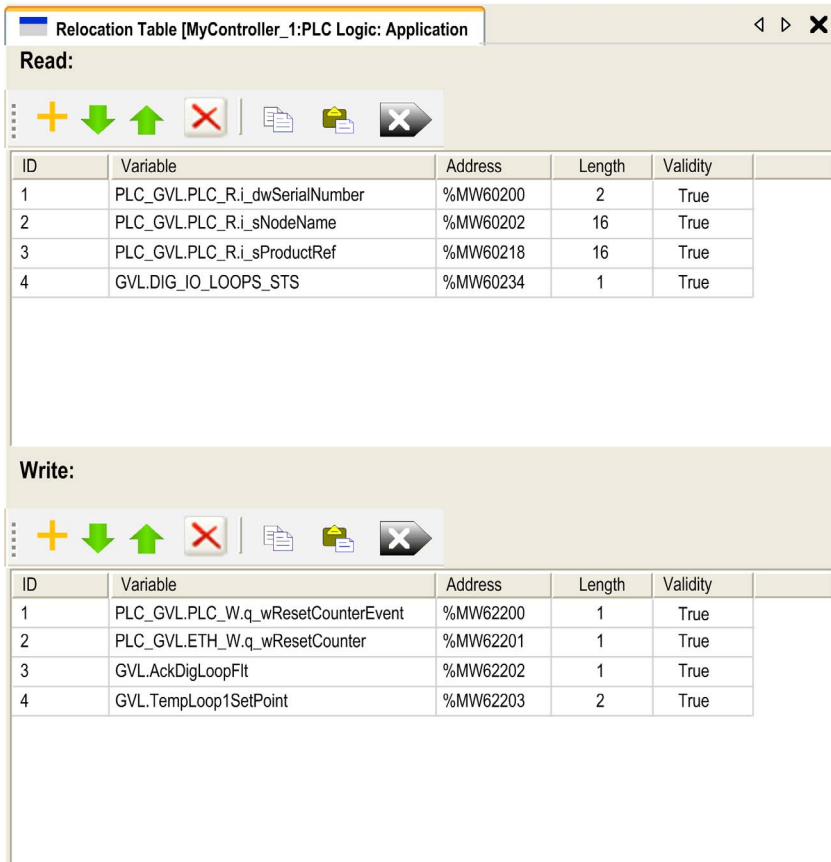 Relocation Table [MyController_1:PLC Logic: Application
Read:
ID Variable Address Length Validity
1 PLC_GVL.PLC_R.i_dwSerialNumber %MW60200 2 True
2 PLC_GVL.PLC_R.i_sNodeName %MW60202 16 True
3 PLC_GVL.PLC_R.i_sProductRef %MW60218 16 True
4 GVL.DIG_IO_LOOPS_STS %MW60234 1 True
Write:
ID Variable Address Length Validity
1 PLC_GVL.PLC_W.q_wResetCounterEvent %MW62200 1 True
2 PLC_GVL.ETH_W.q_wResetCounter %MW62201 1 True
3 GVL.AckDigLoopFlt %MW62202 1 True
4 GVL.TempLoop1SetPoint %MW62203 2 True